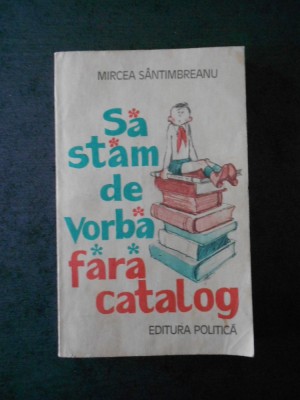 MIRCEA SÂNTIMBREANU
Să
stăm
de
vorbă
fără
catalog
EDITURA POLITICĂ